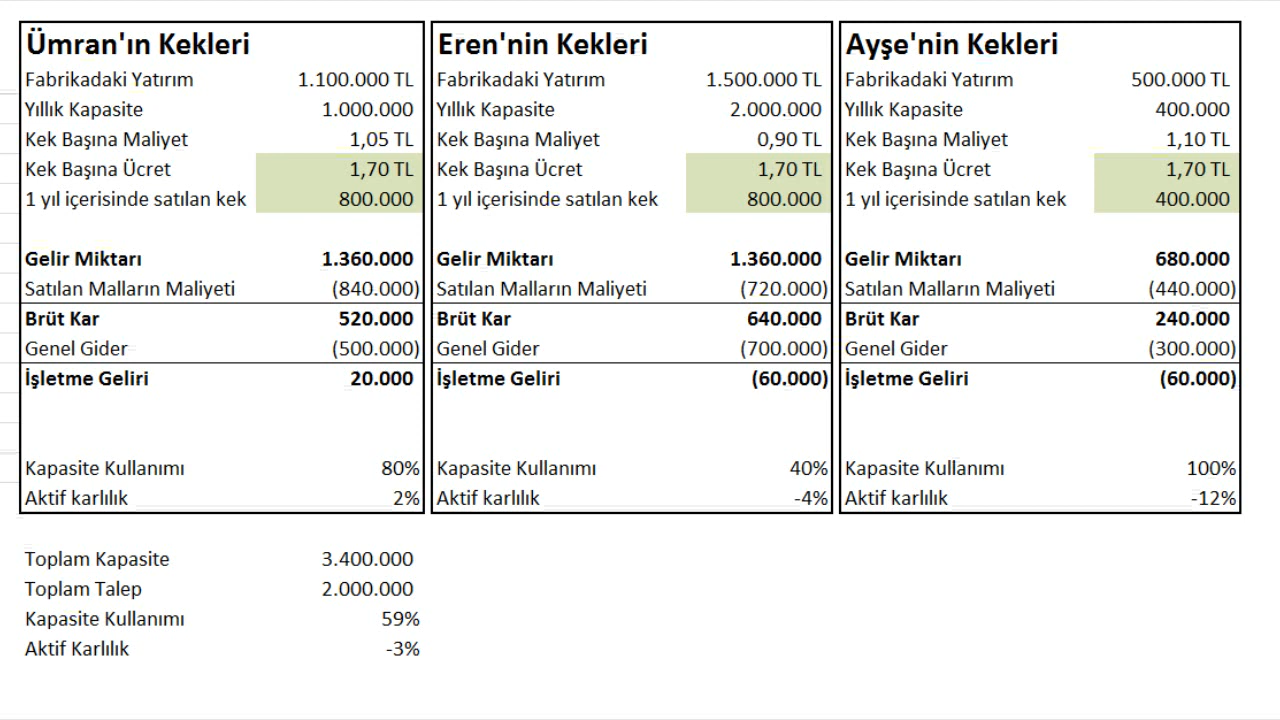 Ümran'ın Kekleri
Fabrikadaki Yatırım 1.100.000 TL
Yıllık Kapasite 1.000.000
Kek Başına Maliyet 1,05 TL
Kek Başına Ücret 1,70 TL
1 yıl içerisinde satılan kek 800.000
Gelir Miktarı 1.360.000
Satılan Malların Maliyeti (840.000)
Brüt Kar 520.000
Genel Gider (500.000)
İşletme Geliri 20.000
Kapasite Kullanımı 80%
Aktif karlılık 2%
Eren'nin Kekleri
Fabrikadaki Yatırım 1.500.000 TL
Yıllık Kapasite 2.000.000
Kek Başına Maliyet 0,90 TL
Kek Başına Ücret 1,70 TL
1 yıl içerisinde satılan kek 800.000
Gelir Miktarı 1.360.000
Satılan Malların Maliyeti (720.000)
Brüt Kar 640.000
Genel Gider (700.000)
İşletme Geliri (60.000)
Kapasite Kullanımı 40%
Aktif karlılık -4%
Ayşe'nin Kekleri
Fabrikadaki Yatırım 500.000 TL
Yıllık Kapasite 400.000
Kek Başına Maliyet 1,10 TL
Kek Başına Ücret 1,70 TL
1 yıl içerisinde satılan kek 400.000
Gelir Miktarı 680.000
Satılan Malların Maliyeti (440.000)
Brüt Kar 240.000
Genel Gider (300.000)
İşletme Geliri (60.000)
Kapasite Kullanımı 100%
Aktif karlılık -12%
Toplam Kapasite 3.400.000
Toplam Talep 2.000.000
Kapasite Kullanımı 59%
Aktif Karlılık -3%